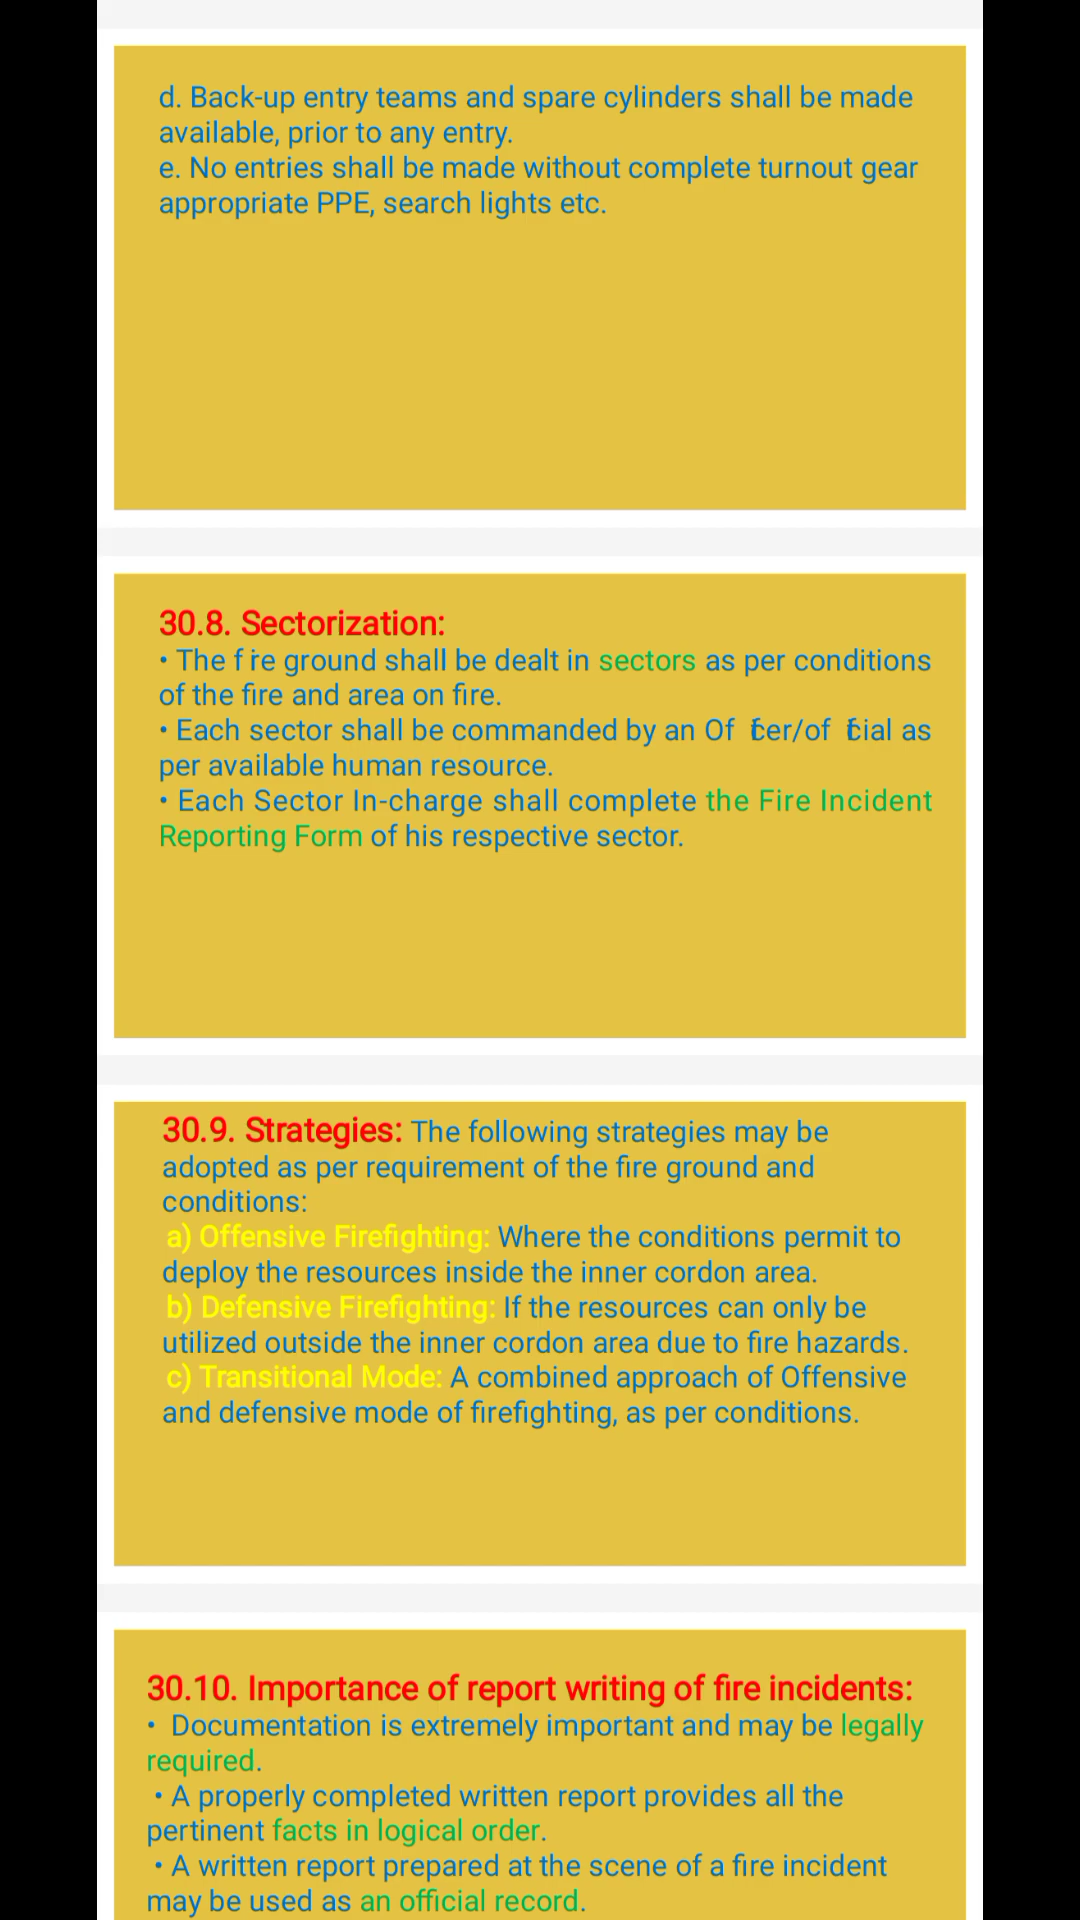 d. Back-up entry teams and spare cylinders shall be made
available, prior to any entry.
e. No entries shall be made without complete turnout gear
appropriate PPE, search lights etc.
30.8. Sectorization:
• The f ire ground shall be dealt in sectors as per conditions
of the fire and area on fire.
• Each sector shall be commanded by an Of ficer/of ficial as
per available human resource.
• Each Sector In-charge shall complete the Fire Incident
Reporting Form of his respective sector.
30.9. Strategies: The following strategies may be
adopted as per requirement of the fire ground and
conditions:
a) Offensive Firefighting: Where the conditions permit to
deploy the resources inside the inner cordon area.
b) Defensive Firefighting: If the resources can only be
utilized outside the inner cordon area due to fire hazards.
c) Transitional Mode: A combined approach of Offensive
and defensive mode of firefighting, as per conditions.
30.10. Importance of report writing of fire incidents:
• Documentation is extremely important and may be legally
required.
• A properly completed written report provides all the
pertinent facts in logical order.
• A written report prepared at the scene of a fire incident
may be used as an official record.